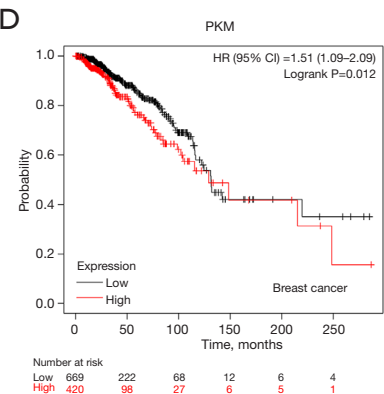 D
PKM
HR (95% CI) =1.51 (1.09–2.09)
Logrank P=0.012
Probability
1.0
0.8
0.6
0.4
0.2
0.0
Expression
Low
High
Breast cancer
0 50 100 150 200 250 300
Time, months
Number at risk
Low 669 222 68 12 6 4
High 420 98 27 6 5 1